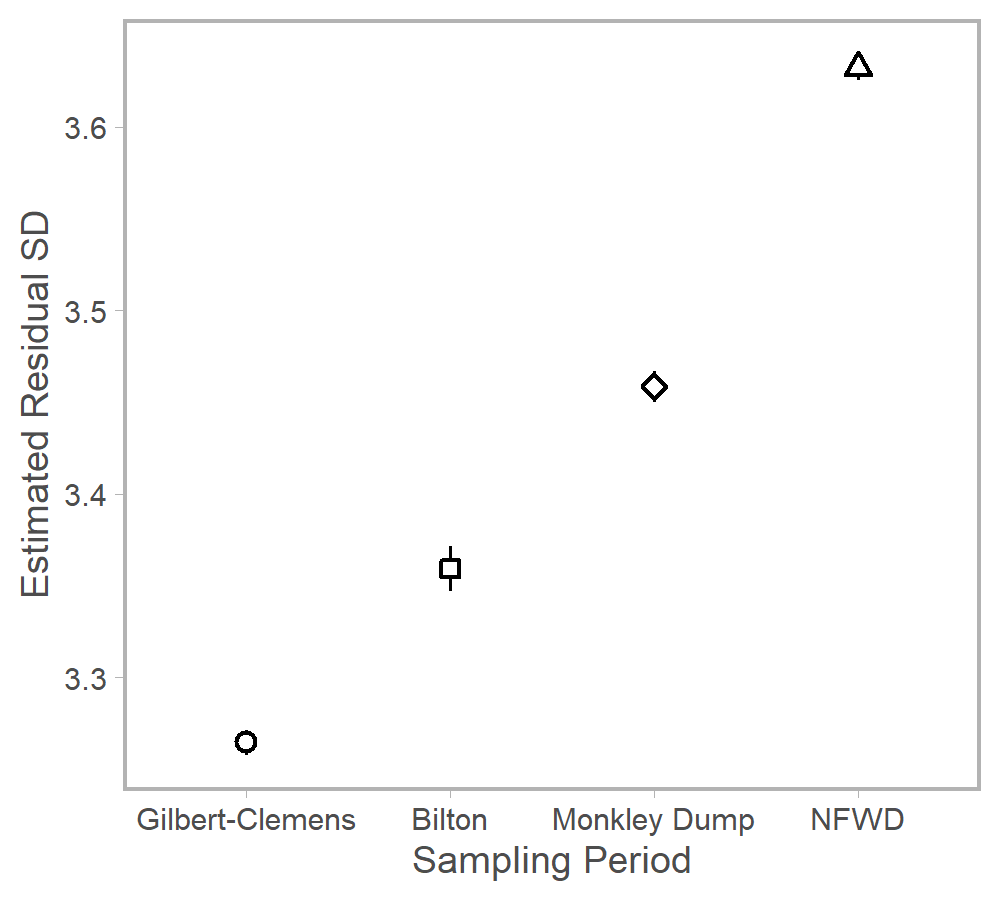 Estimated Residual SD
3.6
3.5
3.4
3.3
Gilbert-Clemens Bilton Monkley Dump NFWD
Sampling Period